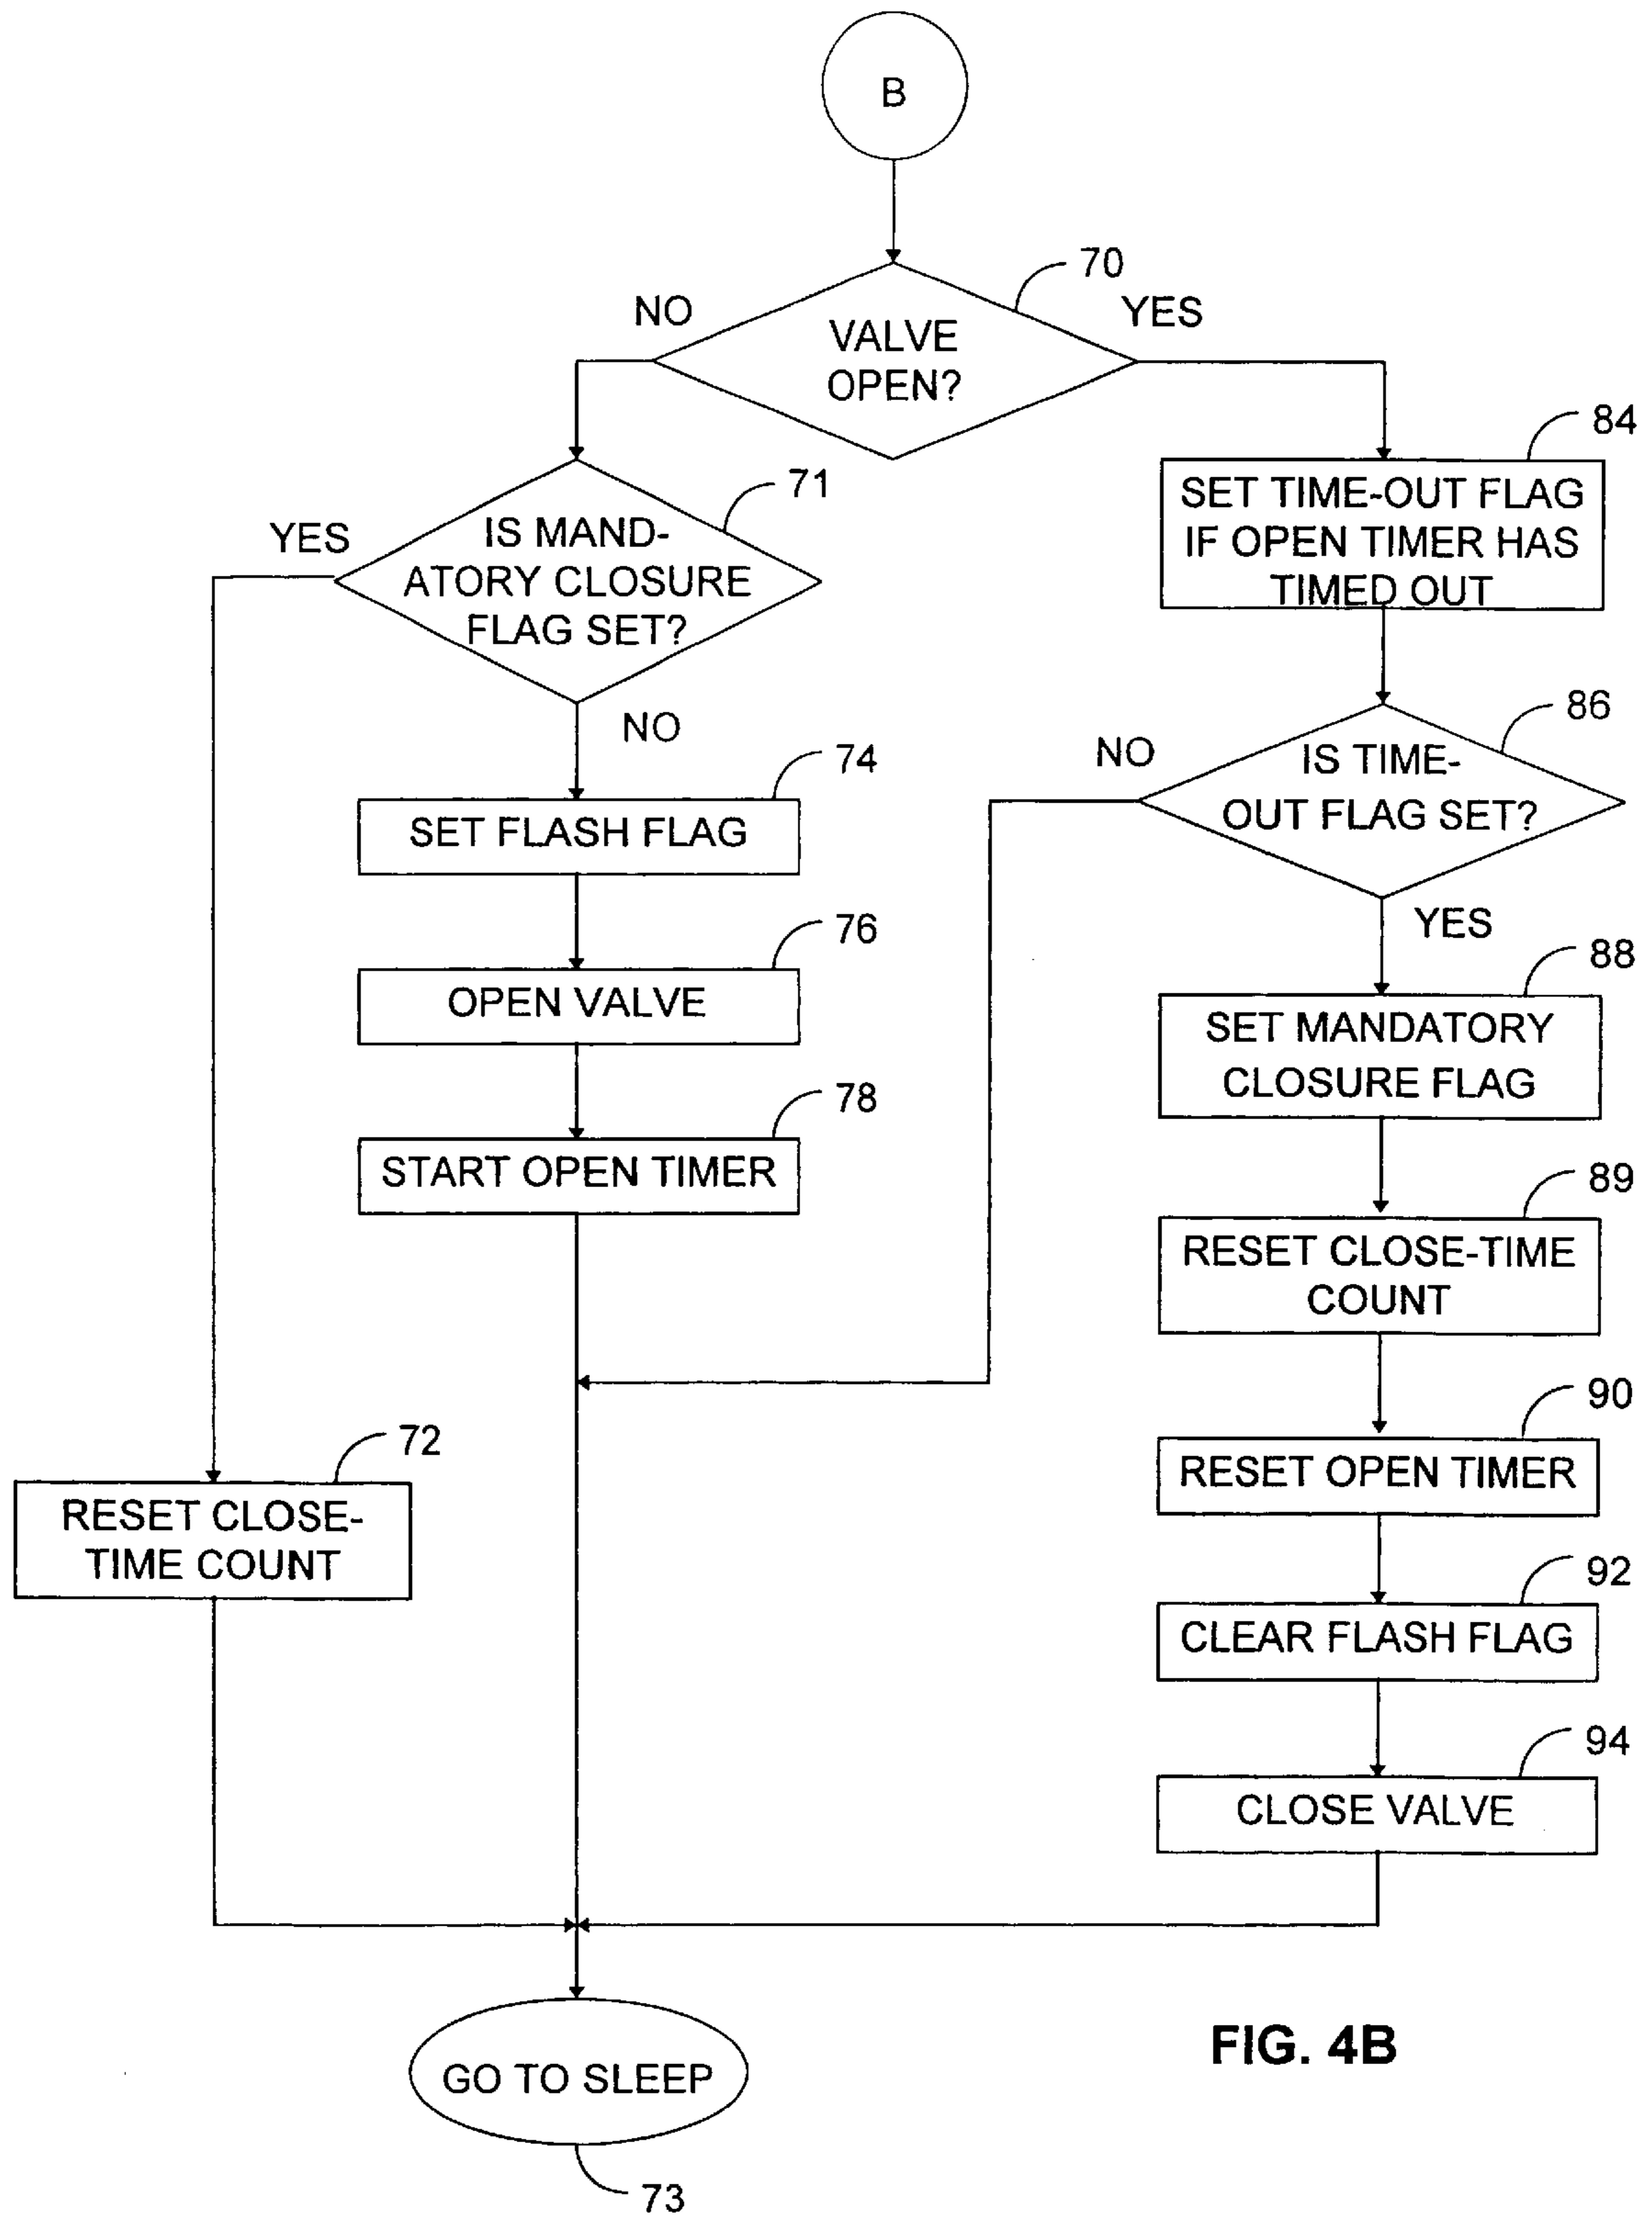 B
70
NO
YES
VALVE
OPEN?
84
SET TIME-OUT FLAG
IF OPEN TIMER HAS
TIMED OUT
71
YES
IS MAND-
ATORY CLOSURE
FLAG SET?
NO
86
NO
IS TIME-
OUT FLAG SET?
YES
74
SET FLASH FLAG
76
OPEN VALVE
78
START OPEN TIMER
88
SET MANDATORY
CLOSURE FLAG
89
RESET CLOSE-TIME
COUNT
90
RESET OPEN TIMER
72
RESET CLOSE-
TIME COUNT
92
CLEAR FLASH FLAG
94
CLOSE VALVE
GO TO SLEEP
73
FIG. 4B